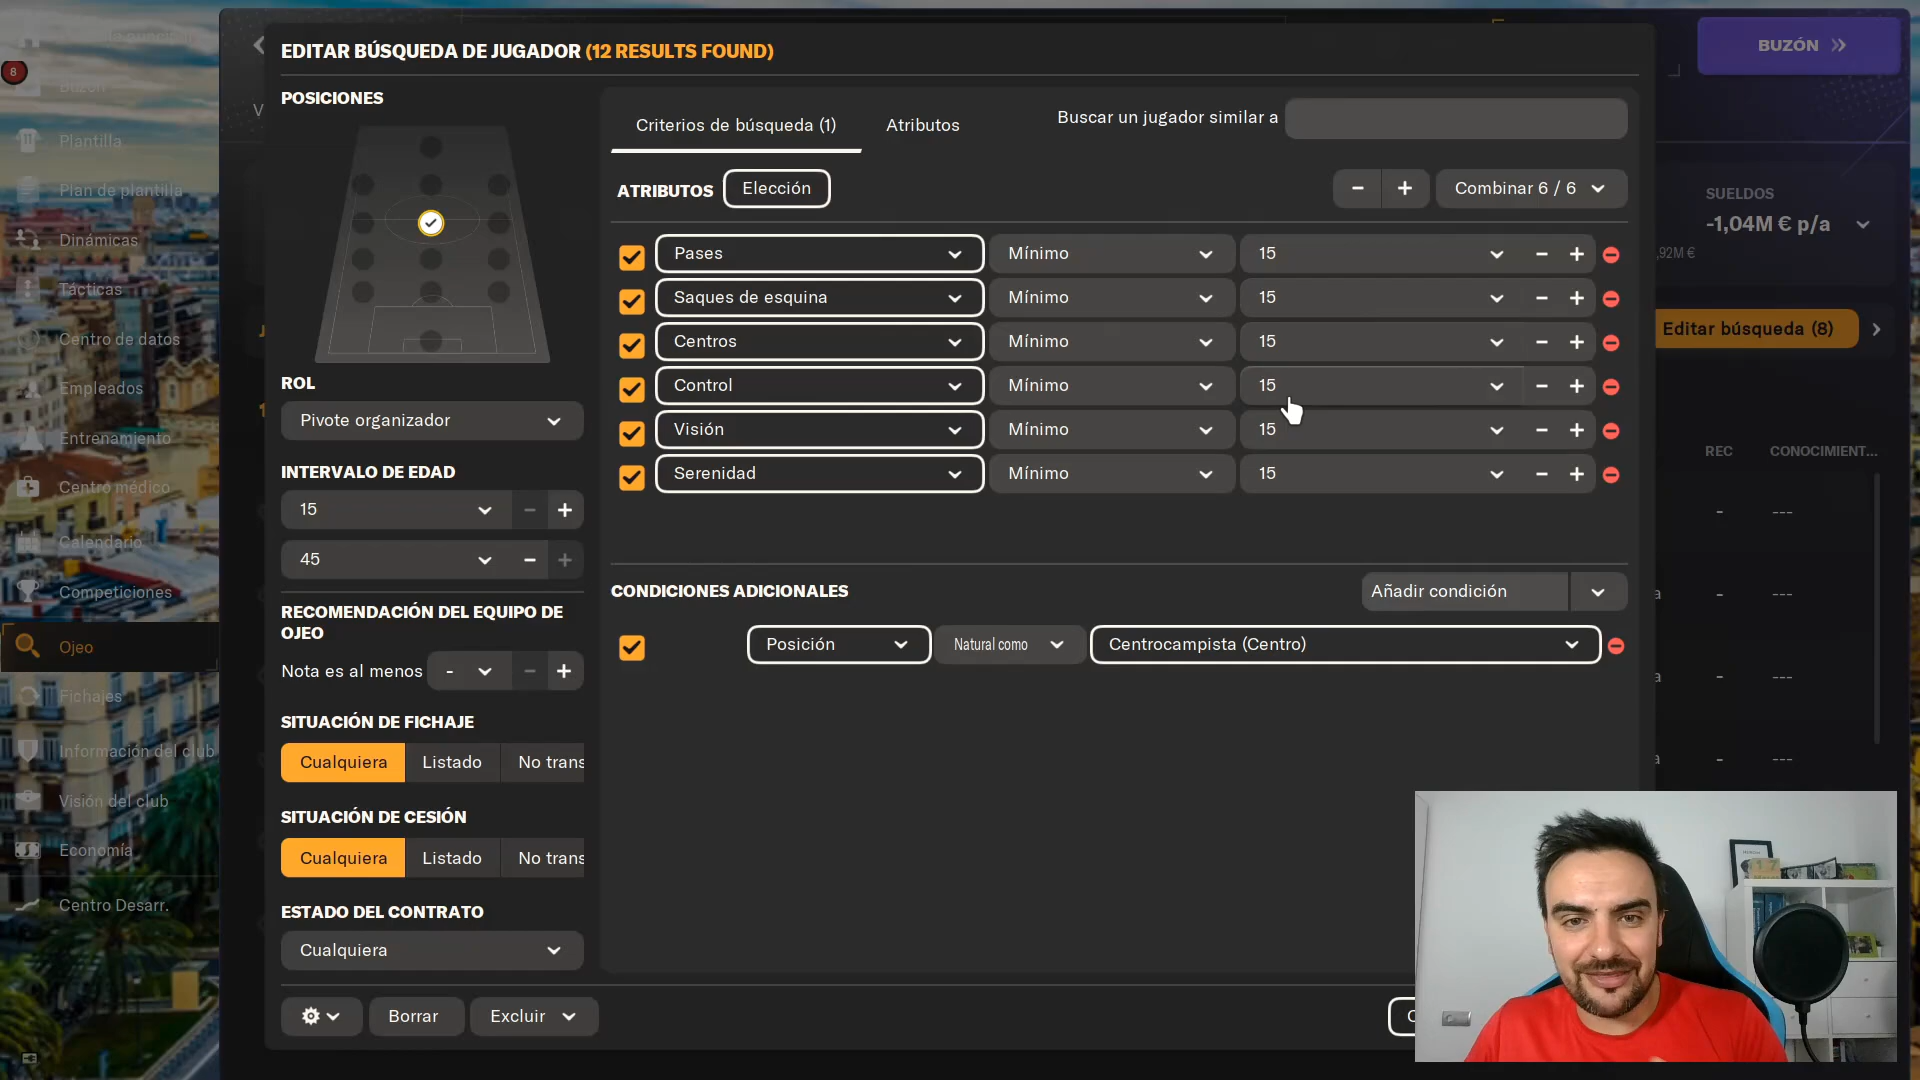 8
Buzón
Plantilla
Plan de plantilla
Dinámicas
Tácticas
Centro de datos
Empleados
Entrenamiento
Centro médico
Calendario
Competiciones
Ojeo
Fichajes
Información del club
Visión del club
Economía
Centro Desarr.
EDITAR BÚSQUEDA DE JUGADOR (12 RESULTS FOUND)
POSICIONES
ROL
Pivote organizador
INTERVALO DE EDAD
15
45
RECOMENDACIÓN DEL EQUIPO DE
OJEO
Nota es al menos -
SITUACIÓN DE FICHAJE
Cualquiera Listado No trans
SITUACIÓN DE CESIÓN
Cualquiera Listado No trans
ESTADO DEL CONTRATO
Cualquiera
Borrar Excluir
Criterios de búsqueda (1) Atributos Buscar un jugador similar a
ATRIBUTOS Elección - + Combinar 6 / 6
Pases Mínimo 15 - +
Saques de esquina Mínimo 15 - +
Centros Mínimo 15 - +
Control Mínimo 15 - +
Visión Mínimo 15 - +
Serenidad Mínimo 15 - +
CONDICIONES ADICIONALES Añadir condición
Posición Natural como Centrocampista (Centro)
BUZÓN
SUELDOS
-1,04M € p/a
,92M €
Editar búsqueda (8)
REC CONOCIMIENT...
- ---
a - ---
a - ---
a - ---